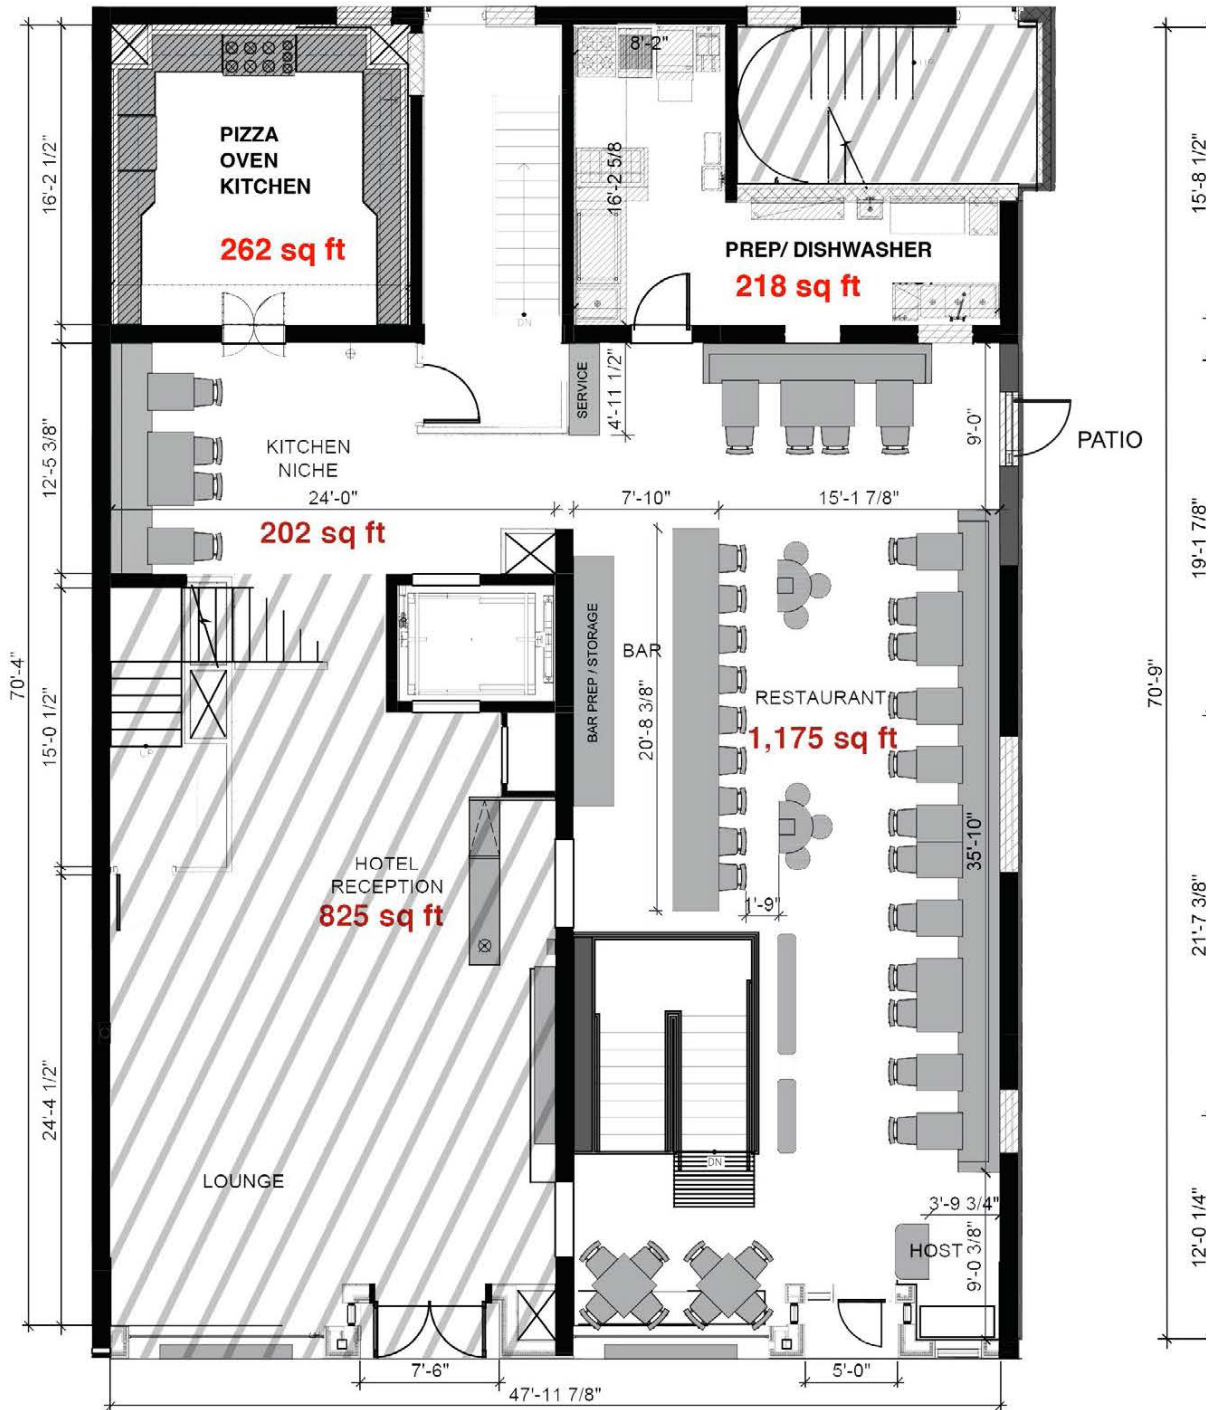 8'-2"
PIZZA
OVEN
KITCHEN
262 sq ft
16'-2 1/2"
16'-2 5/8
15'-8 1/2"
PREP/ DISHWASHER
218 sq ft
DN
SERVICE
4'-11 1/2"
9'-0"
PATIO
KITCHEN
NICHE
12'-5 3/8"
24'-0"
7'-10"
15'-1 7/8"
202 sq ft
19'-1 7/8"
BAR PREP / STORAGE
BAR
20'-8 3/8"
RESTAURANT
1,175 sq ft
70'-4"
70'-9"
15'-0 1/2"
35'-10"
HOTEL
RECEPTION
825 sq ft
1'-9"
21'-7 3/8"
24'-4 1/2"
LOUNGE
DN
3'-9 3/4"
HOST
9'-0 3/8"
12'-0 1/4"
7'-6"
5'-0"
47'-11 7/8"